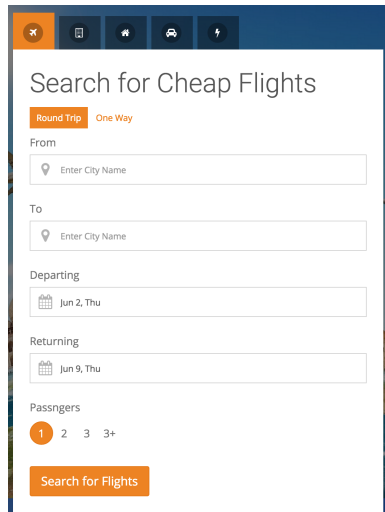 Search for Cheap Flights
Round Trip One Way
From
Enter City Name
To
Enter City Name
Departing
Jun 2, Thu
Returning
Jun 9, Thu
Passngers
1 2 3 3+
Search for Flights